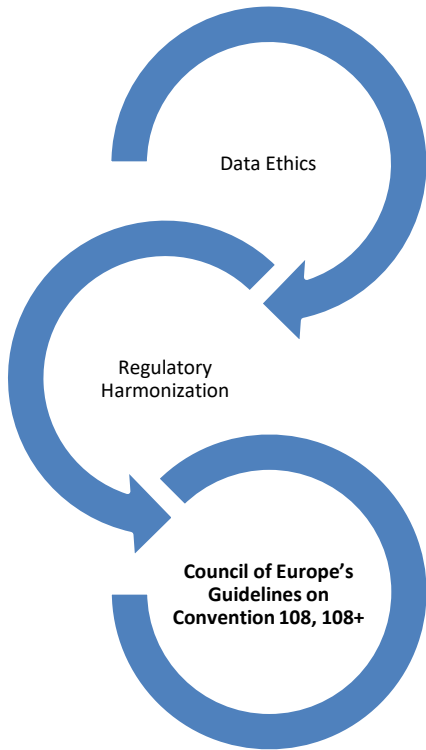 Data Ethics
Regulatory
Harmonization
Council of Europe’s
Guidelines on
Convention 108, 108+